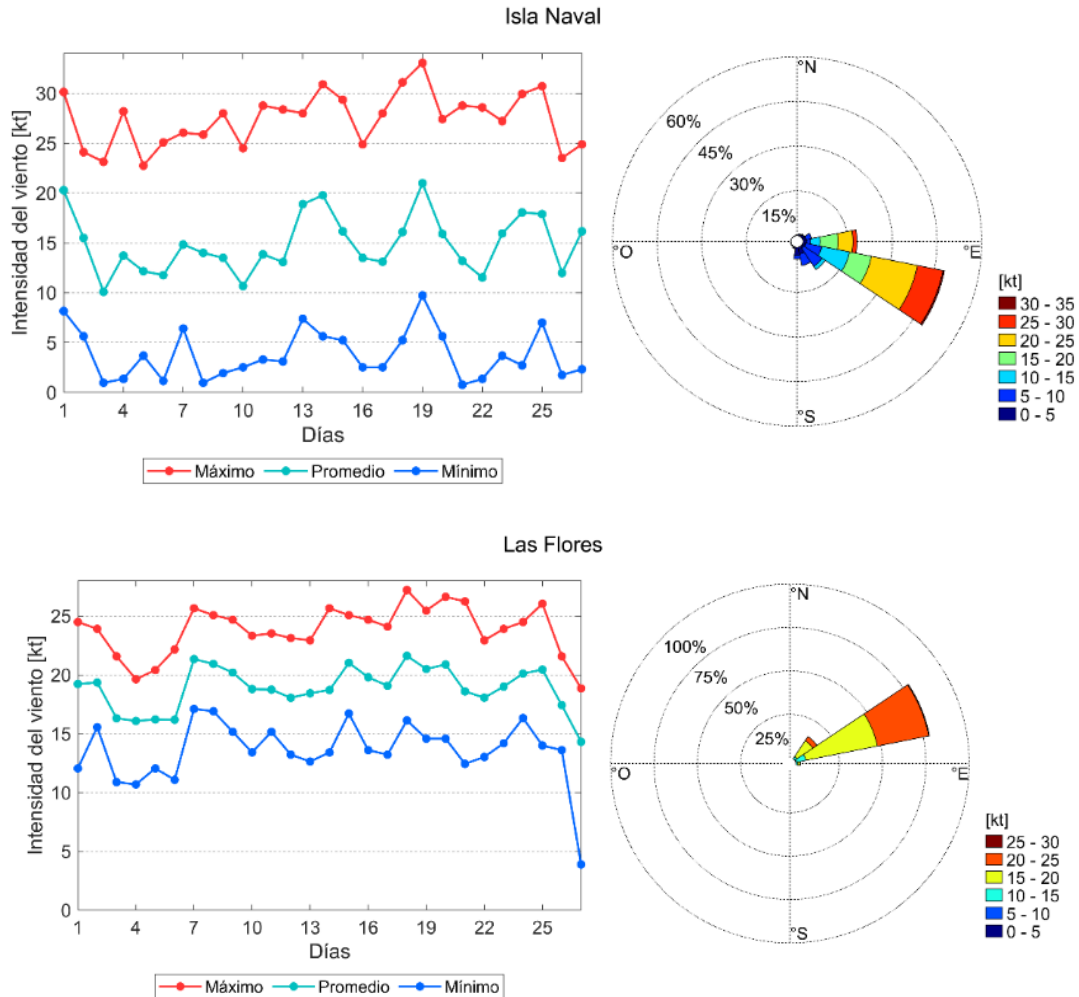 Isla Naval
Intensidad del viento [kt]
30
25
20
15
10
5
0
1 4 7 10 13 16 19 22 25
Días
Máximo Promedio Mínimo
°N
60%
45%
30%
15%
°O
°E
°S
[kt]
30 - 35
25 - 30
20 - 25
15 - 20
10 - 15
5 - 10
0 - 5
Las Flores
Intensidad del viento [kt]
25
20
15
10
5
0
1 4 7 10 13 16 19 22 25
Días
Máximo Promedio Mínimo
°N
100%
75%
50%
25%
°O
°E
°S
[kt]
25 - 30
20 - 25
15 - 20
10 - 15
5 - 10
0 - 5